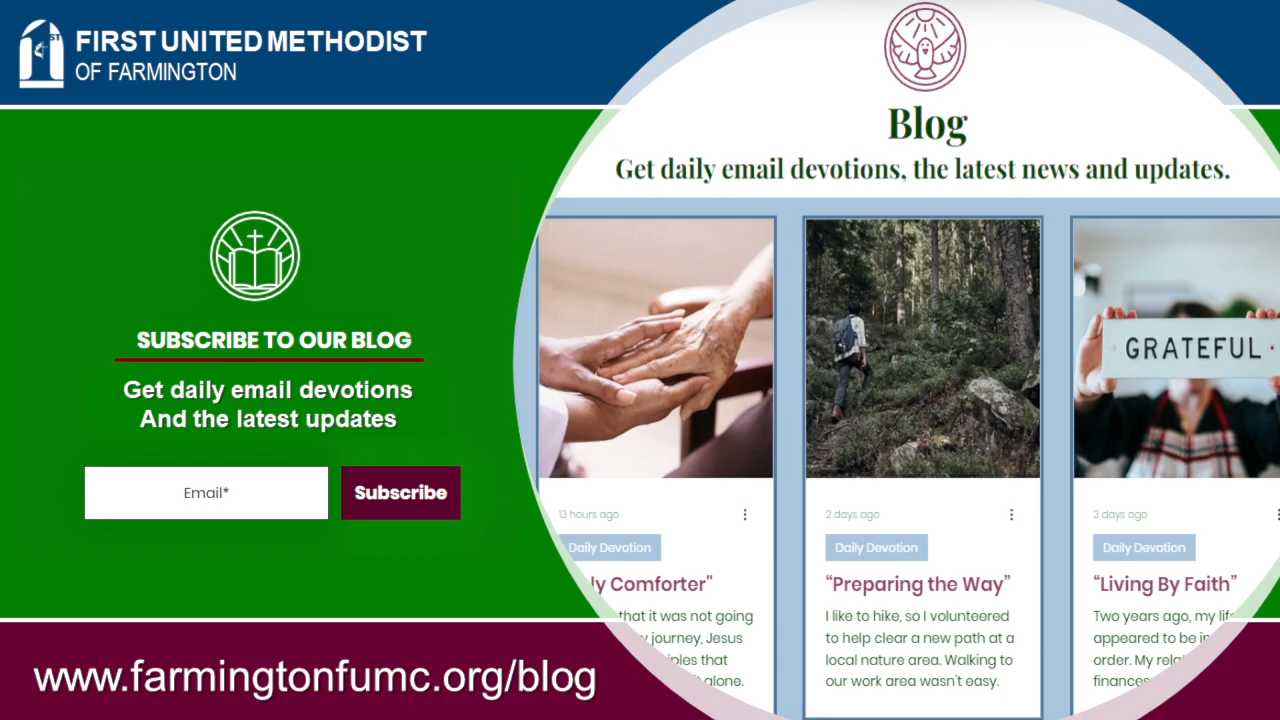 ST
FIRST UNITED METHODIST
OF FARMINGTON
SUBSCRIBE TO OUR BLOG
Get daily email devotions
And the latest updates
Email*
Subscribe
www.farmingtonfumc.org/blog
Blog
Get daily email devotions, the latest news and updates.
13 hours ago
Daily Devotion
ly Comforter"
that it was not going
journey, Jesus
that
alone.
2 days ago
Daily Devotion
“Preparing the Way”
I like to hike, so I volunteered
to help clear a new path at a
local nature area. Walking to
our work area wasn't easy.
GRATEFUL
3 days ago
Daily Devotion
“Living By Faith”
Two years ago, my life
appeared to be in
order. My
finances